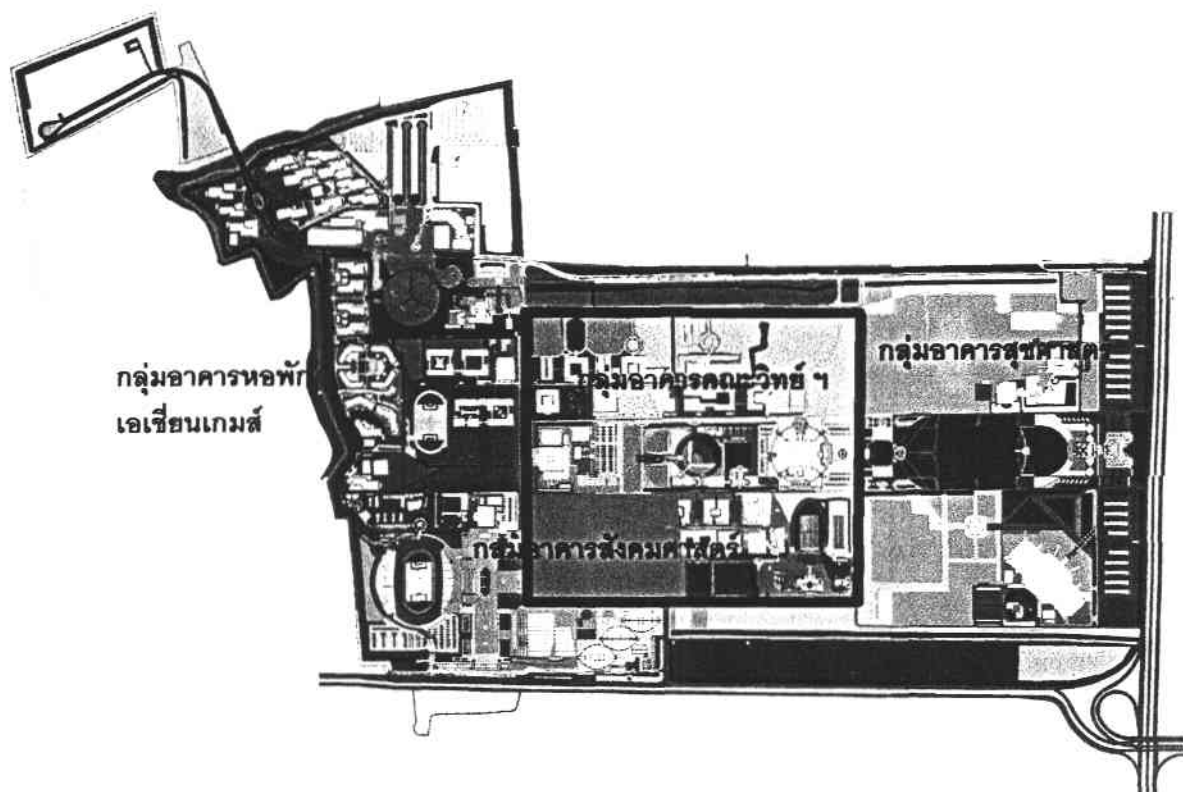 กลุ่มอาคารสุขศาสตร์
กลุ่มอาคารคณะวิทย์ ฯ
กลุ่มอาคารหอพัก
เอเชี่ยนเกมส์
กลุ่มอาคารสังคมศาสตร์